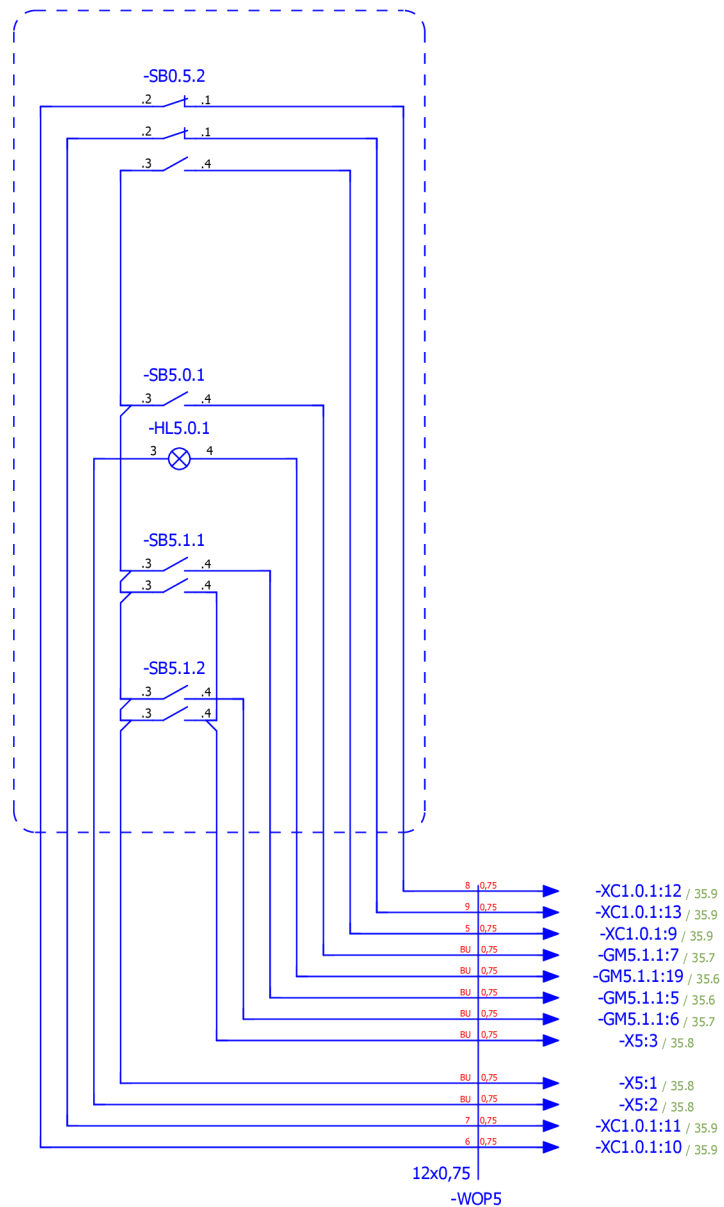 -SB0.5.2
.2 .1
.2 .1
.3 .4
-SB5.0.1
.3 .4
-HL5.0.1
3 4
-SB5.1.1
.3 .4
.3 .4
-SB5.1.2
.3 .4
.3 .4
8 0,75 -XC1.0.1:12 / 35.9
9 0,75 -XC1.0.1:13 / 35.9
5 0,75 -XC1.0.1:9 / 35.9
BU 0,75 -GM5.1.1:7 / 35.7
BU 0,75 -GM5.1.1:19 / 35.6
BU 0,75 -GM5.1.1:5 / 35.6
BU 0,75 -GM5.1.1:6 / 35.7
BU 0,75 -X5:3 / 35.8
BU 0,75 -X5:1 / 35.8
BU 0,75 -X5:2 / 35.8
7 0,75 -XC1.0.1:11 / 35.9
6 0,75 -XC1.0.1:10 / 35.9
12x0,75
-WOP5